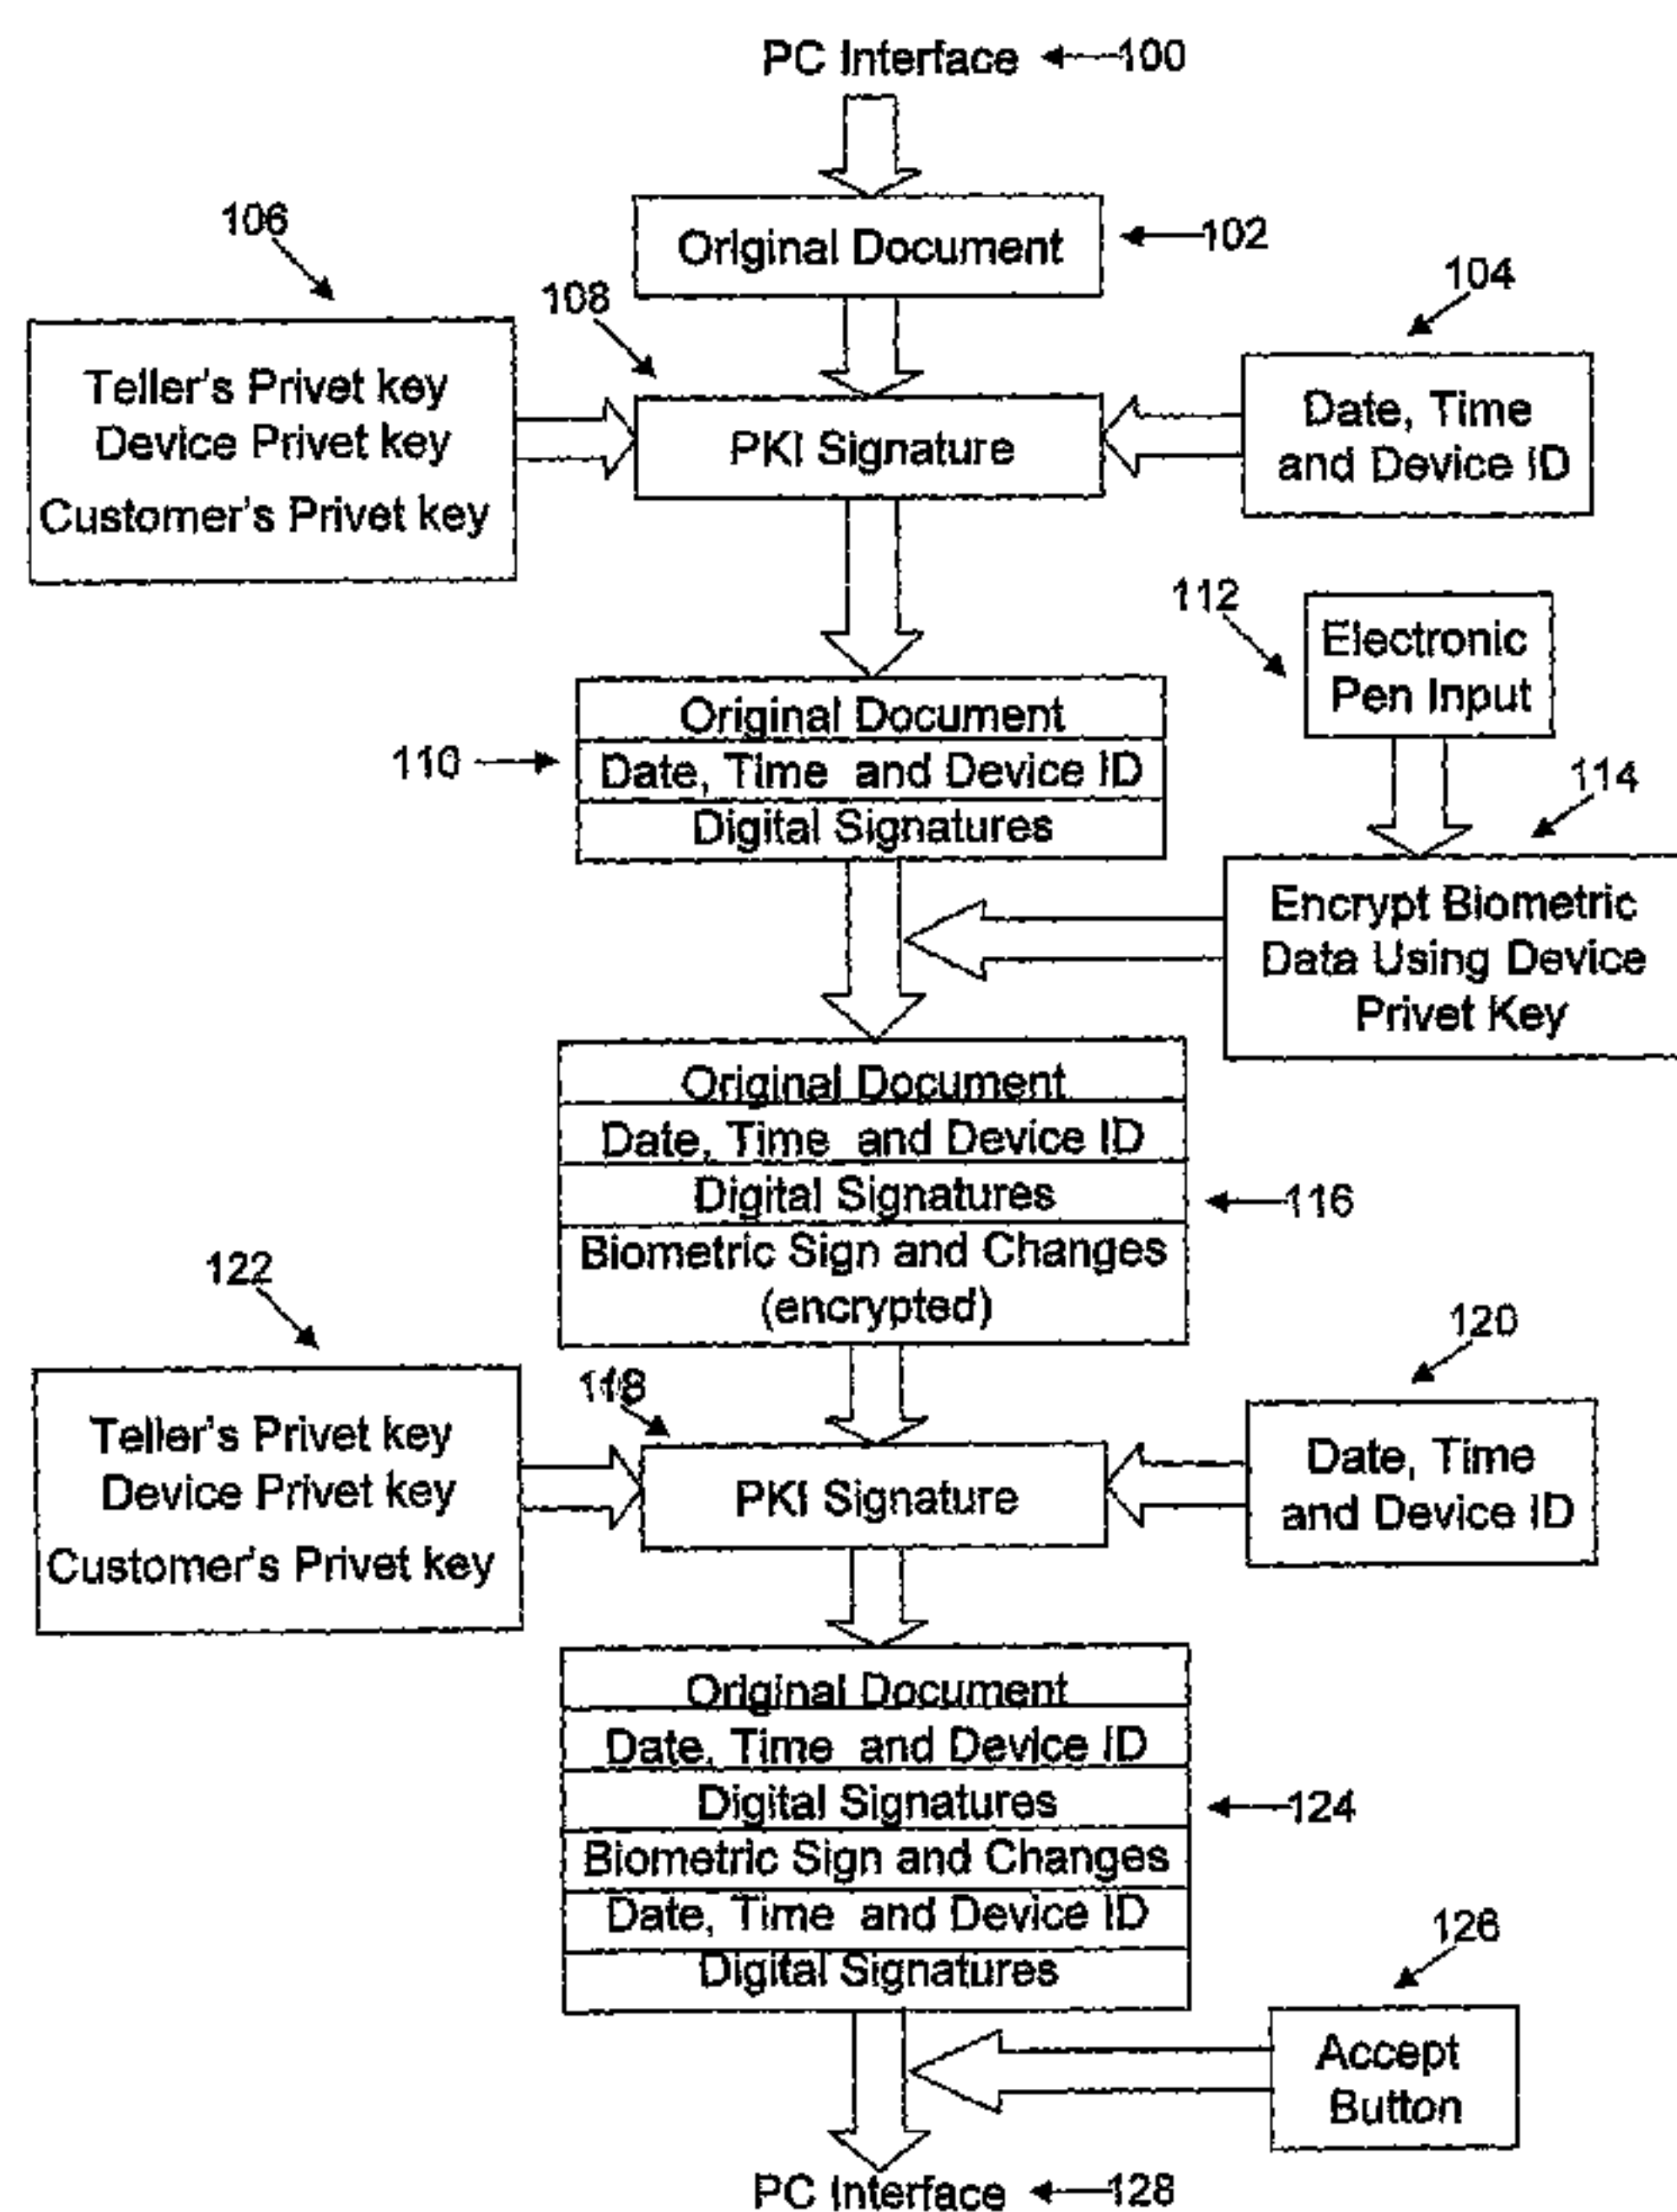 PC Interface 100
Original Document 102
106
108
104
Teller's Privet key
Device Privet key
Customer's Privet key
PKI Signature
Date, Time
and Device ID
112
Electronic
Pen Input
Original Document
110 Date, Time and Device ID
Digital Signatures
114
Encrypt Biometric
Data Using Device
Privet Key
Original Document
Date, Time and Device ID
Digital Signatures 116
Biometric Sign and Changes
(encrypted)
122
118
120
Teller's Privet key
Device Privet key
Customer's Privet key
PKI Signature
Date, Time
and Device ID
Original Document
Date, Time and Device ID
Digital Signatures 124
Biometric Sign and Changes
Date, Time and Device ID
Digital Signatures
126
Accept
Button
PC Interface 128